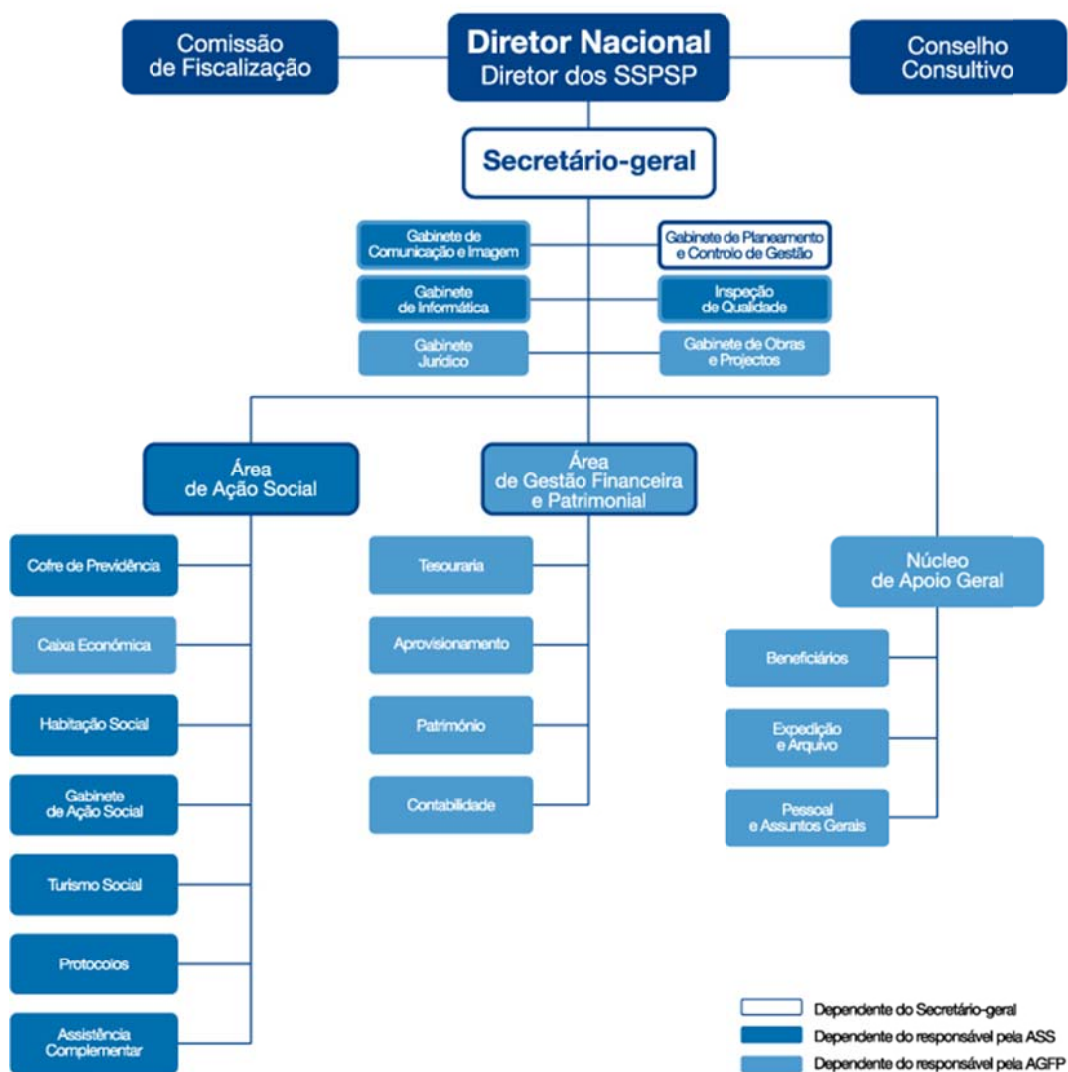 Comissão
de Fiscalização
Diretor Nacional
Diretor dos SSPSP
Conselho
Consultivo
Secretário-geral
Gabinete de
Comunicação e Imagem
Gabinete de Planeamento
e Controlo de Gestão
Gabinete
de Informática
Inspeção
de Qualidade
Gabinete
Jurídico
Gabinete de Obras
e Projectos
Área
de Ação Social
Área
de Gestão Financeira
e Patrimonial
Núcleo
de Apoio Geral
Cofre de Previdência
Caixa Económica
Habitação Social
Gabinete
de Ação Social
Turismo Social
Protocolos
Assistência
Complementar
Tesouraria
Aprovisionamento
Património
Contabilidade
Beneficiários
Expedição
e Arquivo
Pessoal
e Assuntos Gerais
Dependente do Secretário-geral
Dependente do responsável pela ASS
Dependente do responsável pela AGFP